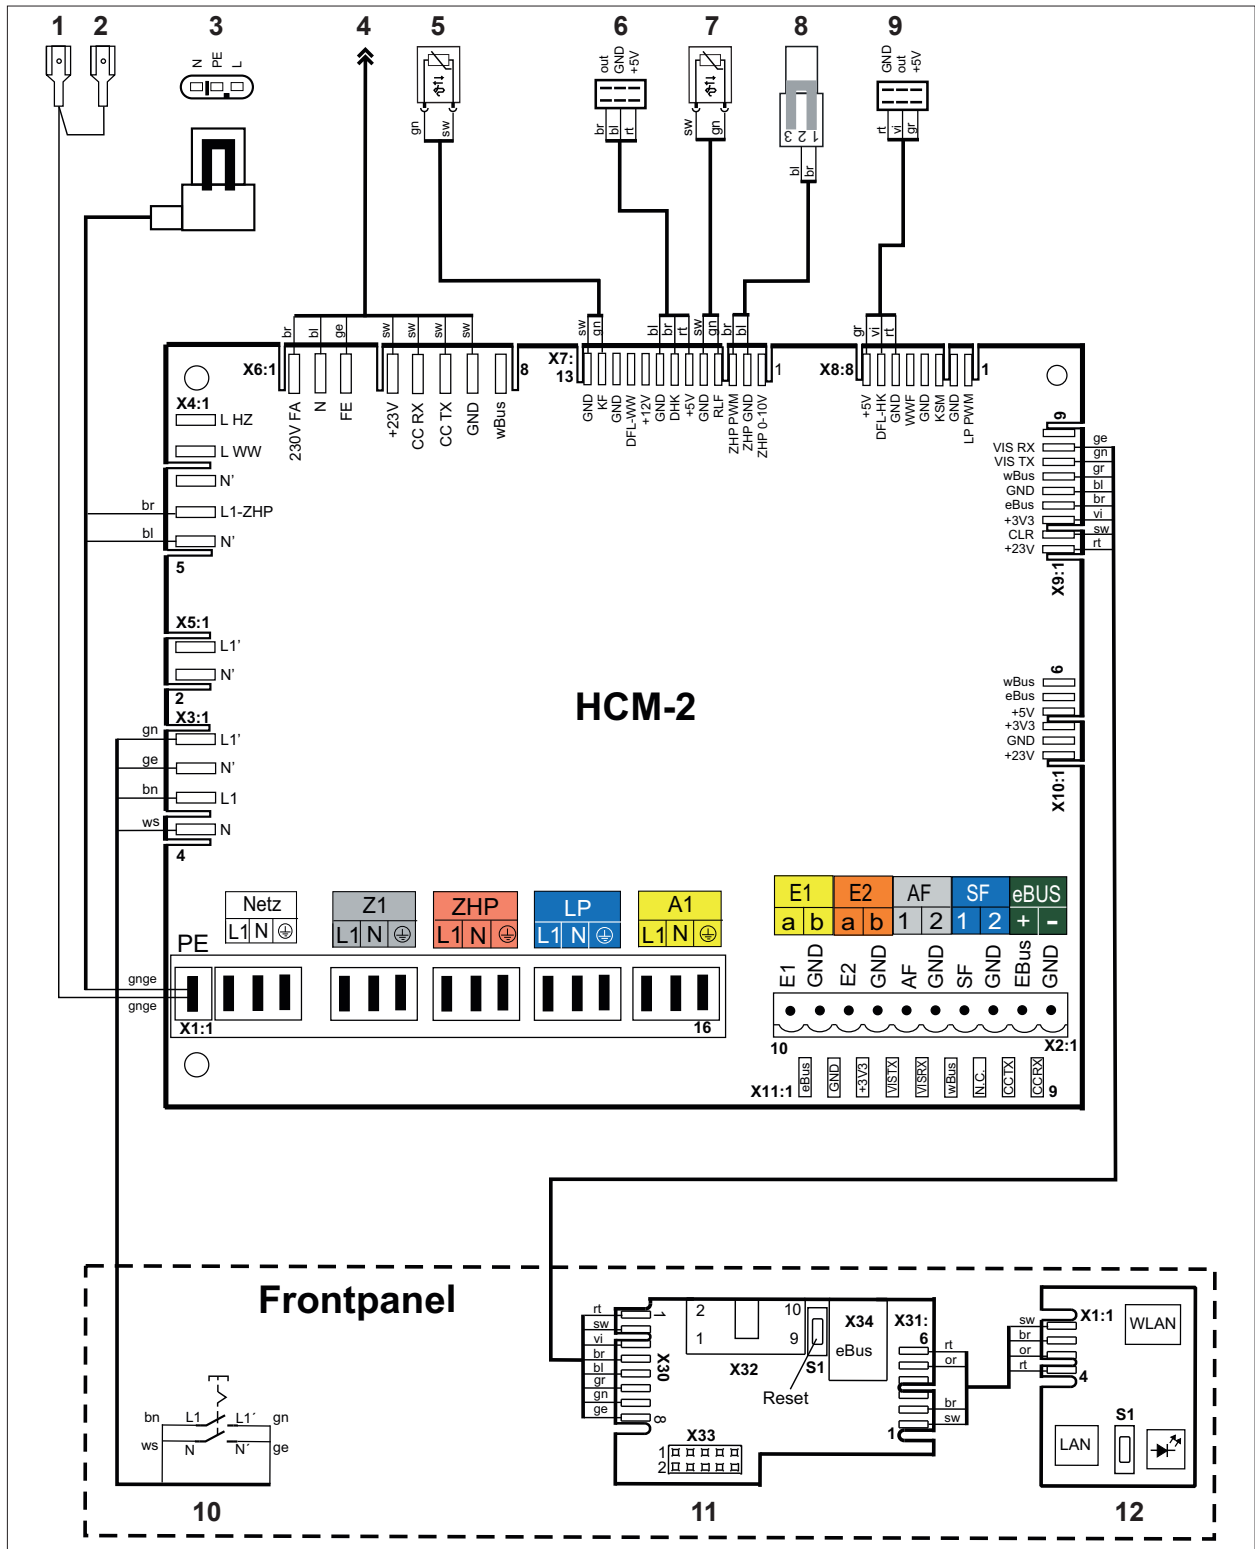 1 2 3 4 5 6 7 8 9
N PE L
out GND +5V
GND out +5V
gn sw
br bl rt
sw gn
3 2 1
bl br
rt vi gr
br bl ge sw sw sw sw
sw gn bl br rt sw gn br bl
gr vi rt
X6:1 8
230V FA N FE +23V CC RX CC TX GND wBus
X7:
13 1
GND KF GND DFL-WW +12V GND DHK +5V GND RLF ZHP PWM ZHP GND ZHP 0-10V
X8:8 1
+5V DFL-HK GND WWF GND KSM GND LP PWM
X4:1
L HZ
L WW
N'
br L1-ZHP
bl N'
5
X5:1
L1'
N'
2
X3:1
gn L1'
ge N'
bn L1
ws N
4
9
VIS RX ge
VIS TX gn
wBus gr
GND bl
eBus br
+3V3 vi
CLR sw
+23V rt
X9:1
HCM-2
6
wBus
eBus
+5V
+3V3
GND
+23V
X10:1
Netz Z1 ZHP LP A1
L1 N L1 N L1 N L1 N L1 N
PE
gnge
gnge
X1:1 16
E1 E2 AF SF eBUS
a b a b 1 2 1 2 + -
E1 GND E2 GND AF GND SF GND EBus GND
10 X2:1
X11:1 eBus GND +3V3 VISTX VISRX wBus N.C. CCTX CCRX 9
Frontpanel
bn L1 L1´ gn
ws N N´ ge
10
rt
sw
vi
br
bl
gr
gn
ge
1
X30
8
2 10
1 9
X32
S1
Reset
X34
eBus
X31:
6
rt
or
br
sw
1
X33
1
2
11
sw
br
or
rt
X1:1
4
WLAN
LAN
S1
12